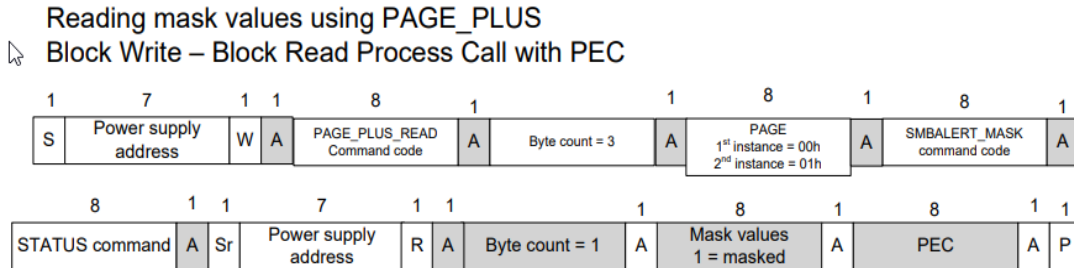 Reading mask values using PAGE_PLUS
Block Write – Block Read Process Call with PEC
1 7 1 1 8 1 1 8 1 8 1
S Power supply address W A PAGE_PLUS_READ Command code A Byte count = 3 A PAGE 1st instance = 00h 2nd instance = 01h A SMBALERT_MASK command code A
8 1 1 7 1 1 1 8 1 8 1 1
STATUS command A Sr Power supply address R A Byte count = 1 A Mask values 1 = masked A PEC A P